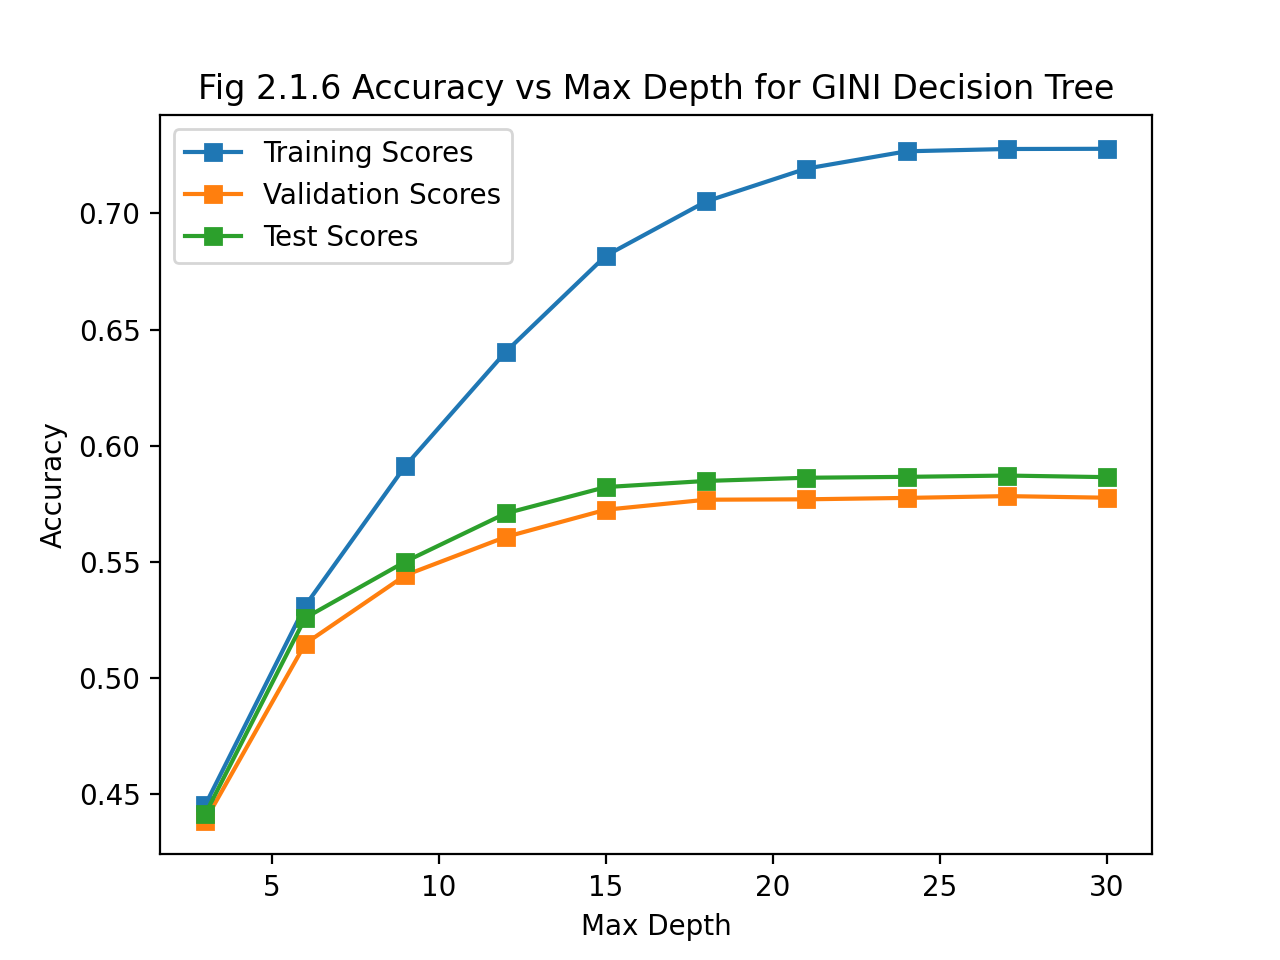 Fig 2.1.6 Accuracy vs Max Depth for GINI Decision Tree
Training Scores
Validation Scores
Test Scores
0.70
0.65
0.60
0.55
0.50
0.45
Accuracy
5 10 15 20 25 30
Max Depth